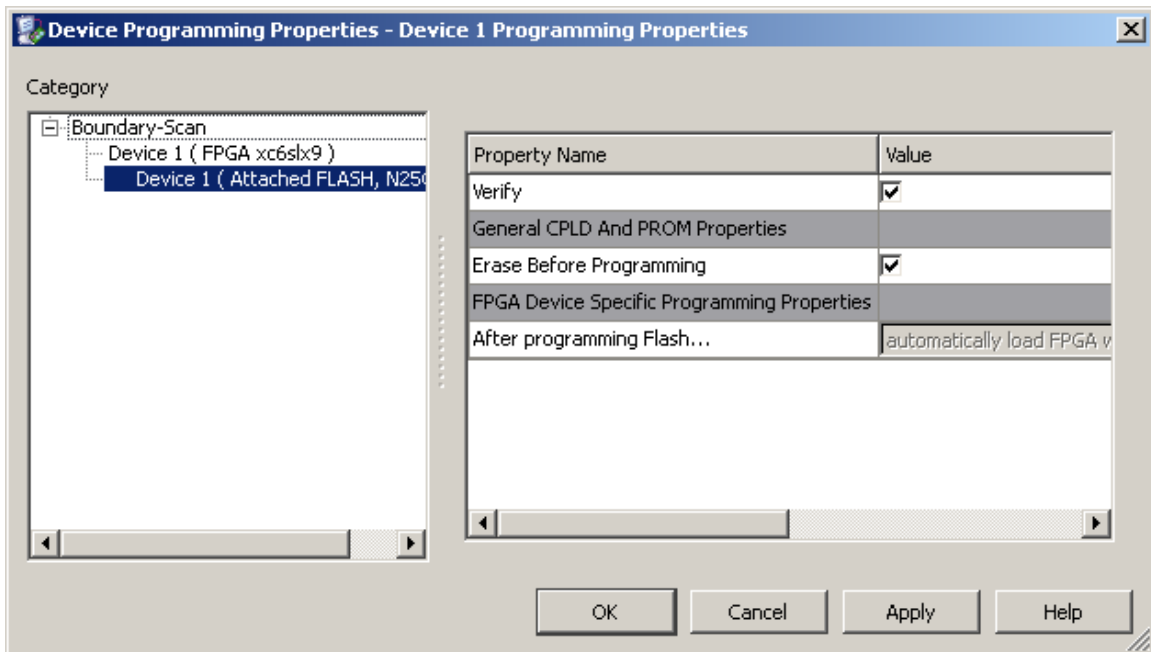 Device Programming Properties - Device 1 Programming Properties
Category
Boundary-Scan
Device 1 ( FPGA xc6slx9 )
Device 1 ( Attached FLASH, N25
Property Name Value
Verify
General CPLD And PROM Properties
Erase Before Programming
FPGA Device Specific Programming Properties
After programming Flash... automatically load FPGA
OK Cancel Apply Help